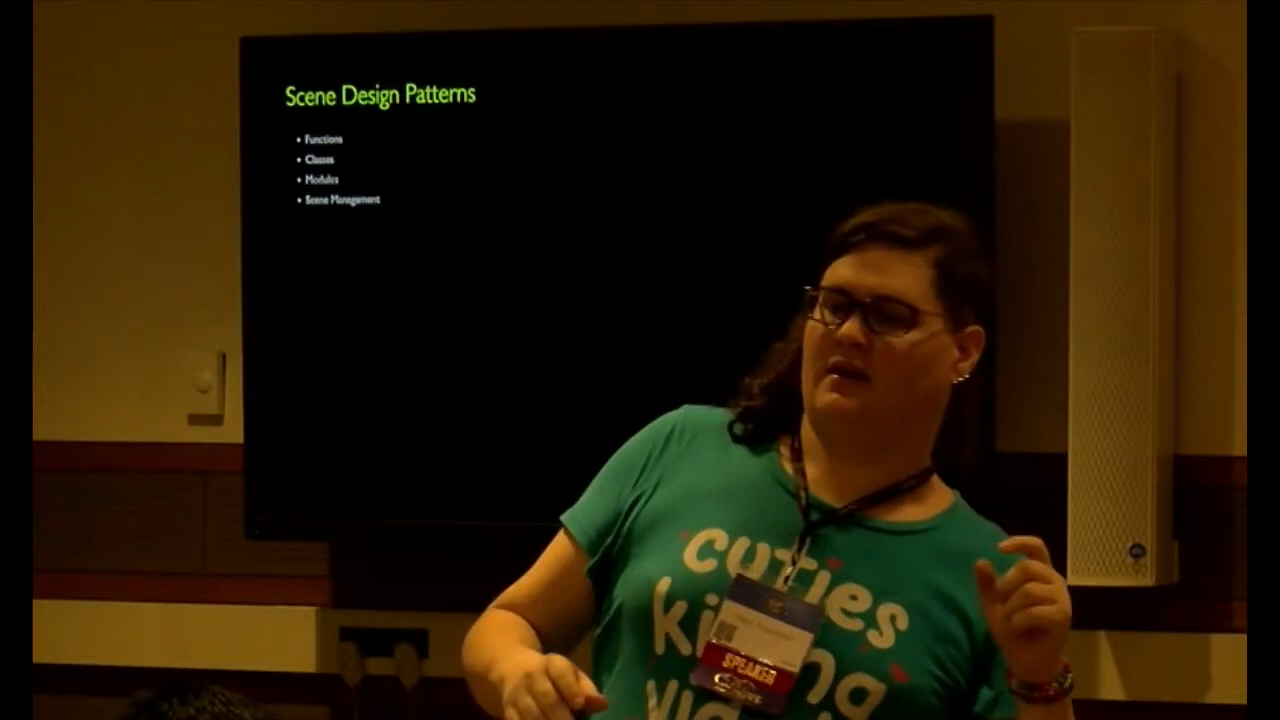 Scene Design Patterns
• Functions
• Classes
• Modules
• Scene Management
cuties
SPEAKER